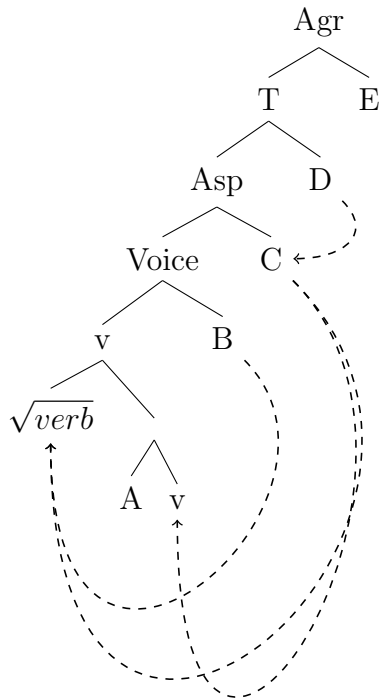 Agr
T E
Asp D
Voice C
v B
√verb
A v